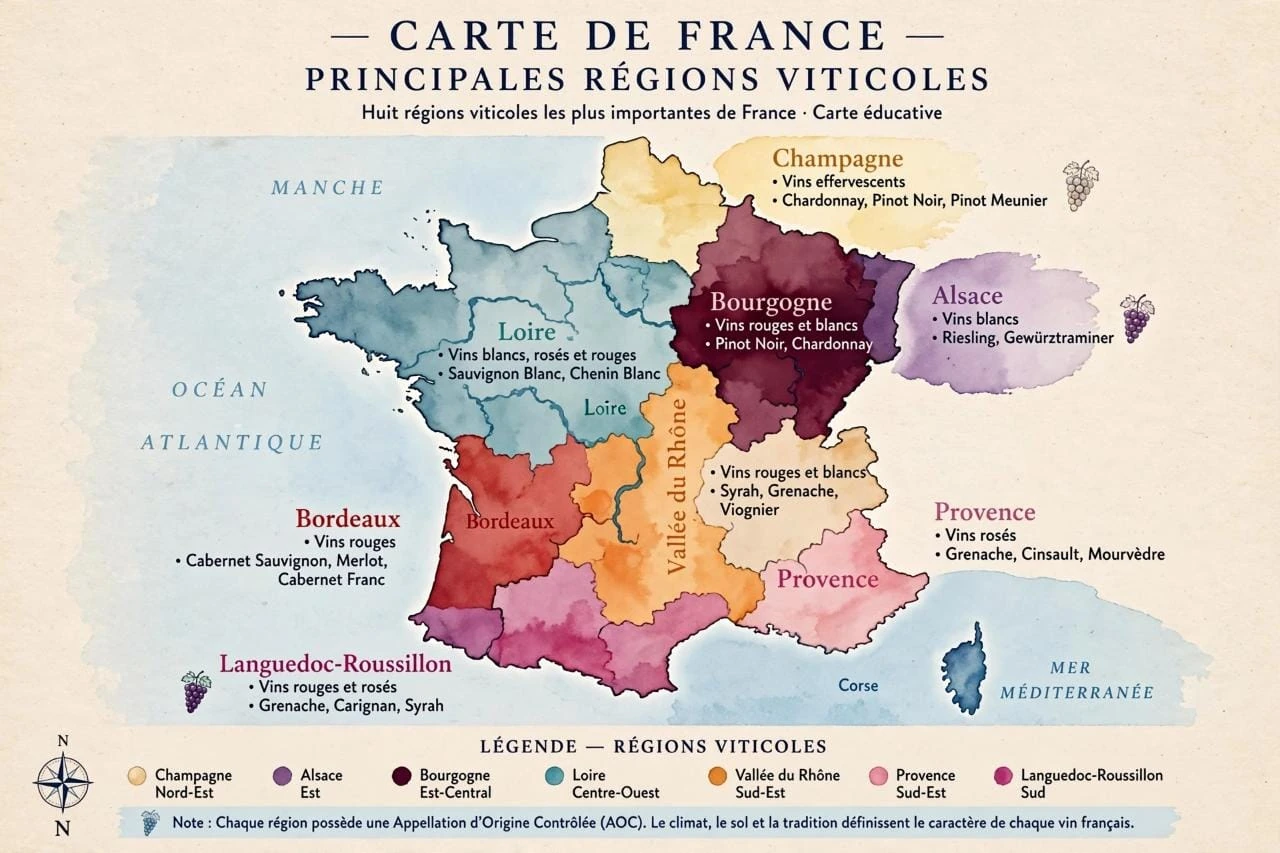 — CARTE DE FRANCE —
PRINCIPALES RÉGIONS VITICOLES
Huit régions viticoles les plus importantes de France · Carte éducative
MANCHE
Champagne
• Vins effervescents
• Chardonnay, Pinot Noir, Pinot Meunier
Alsace
• Vins blancs
• Riesling, Gewürztraminer
Bourgogne
• Vins rouges et blancs
• Pinot Noir, Chardonnay
Loire
• Vins blancs, rosés et rouges
• Sauvignon Blanc, Chenin Blanc
Loire
OCÉAN
ATLANTIQUE
Vallée du Rhône
• Vins rouges et blancs
• Syrah, Grenache,
Viognier
Bordeaux
• Vins rouges
• Cabernet Sauvignon, Merlot,
Cabernet Franc
Bordeaux
Provence
• Vins rosés
• Grenache, Cinsault, Mourvèdre
Provence
Languedoc-Roussillon
• Vins rouges et rosés
• Grenache, Carignan, Syrah
Corse
MER
MÉDITERRANÉE
LÉGENDE — RÉGIONS VITICOLES
N
N
Champagne
Nord-Est
Alsace
Est
Bourgogne
Est-Central
Loire
Centre-Ouest
Vallée du Rhône
Sud-Est
Provence
Sud-Est
Languedoc-Roussillon
Sud
Note : Chaque région possède une Appellation d'Origine Contrôlée (AOC). Le climat, le sol et la tradition définissent le caractère de chaque vin français.